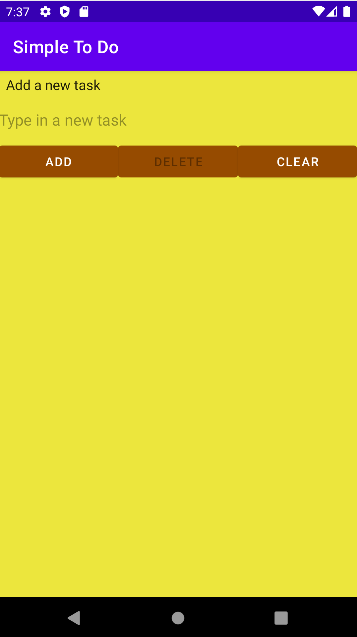 7:37
Simple To Do
Add a new task
Type in a new task
ADD DELETE CLEAR